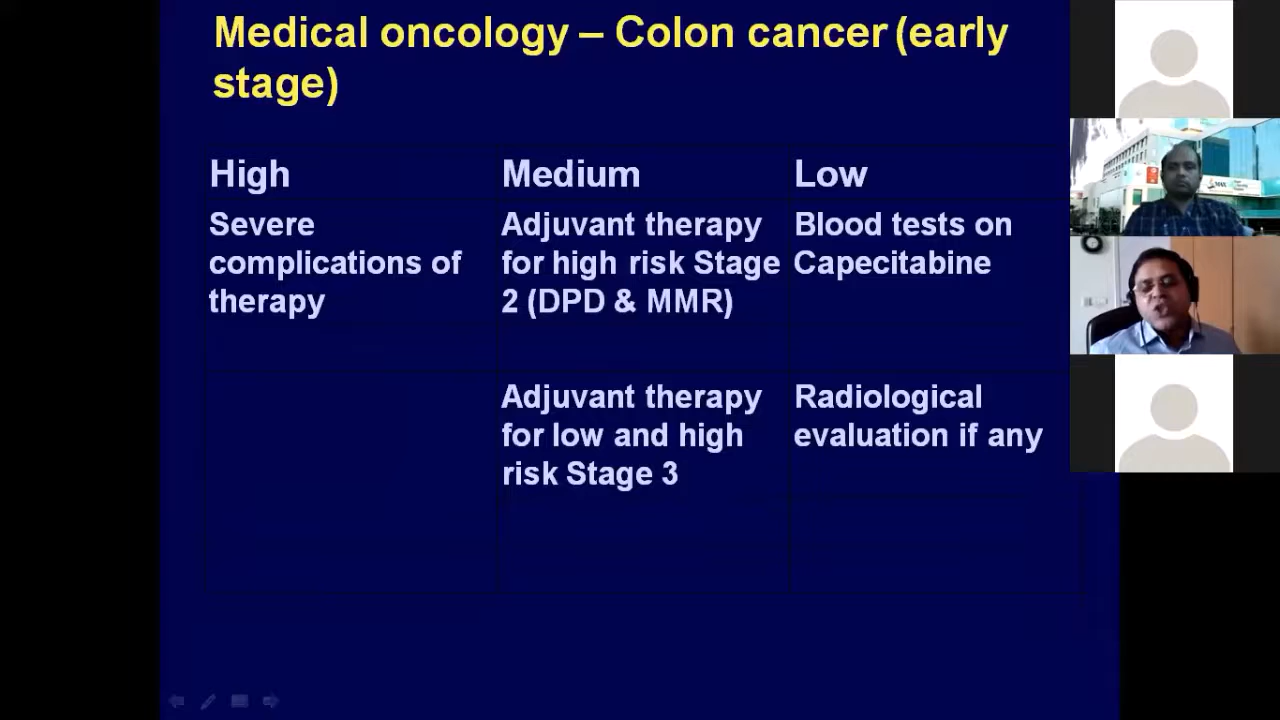 Medical oncology – Colon cancer (early
stage)
High
Medium
Low
Severe
complications of
therapy
Adjuvant therapy
for high risk Stage
2 (DPD & MMR)
Blood tests on
Capecitabine
Adjuvant therapy
for low and high
risk Stage 3
Radiological
evaluation if any